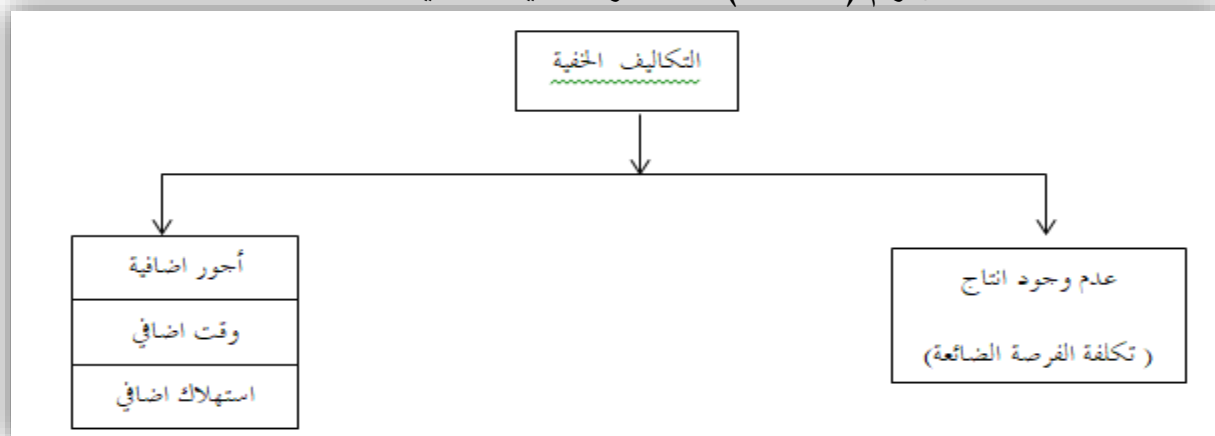 التكاليف الخفية
عدم وجود انتاج
( تكلفة الفرصة الضائعة)
أجور اضافية
وقت اضافي
استهلاك اضافي